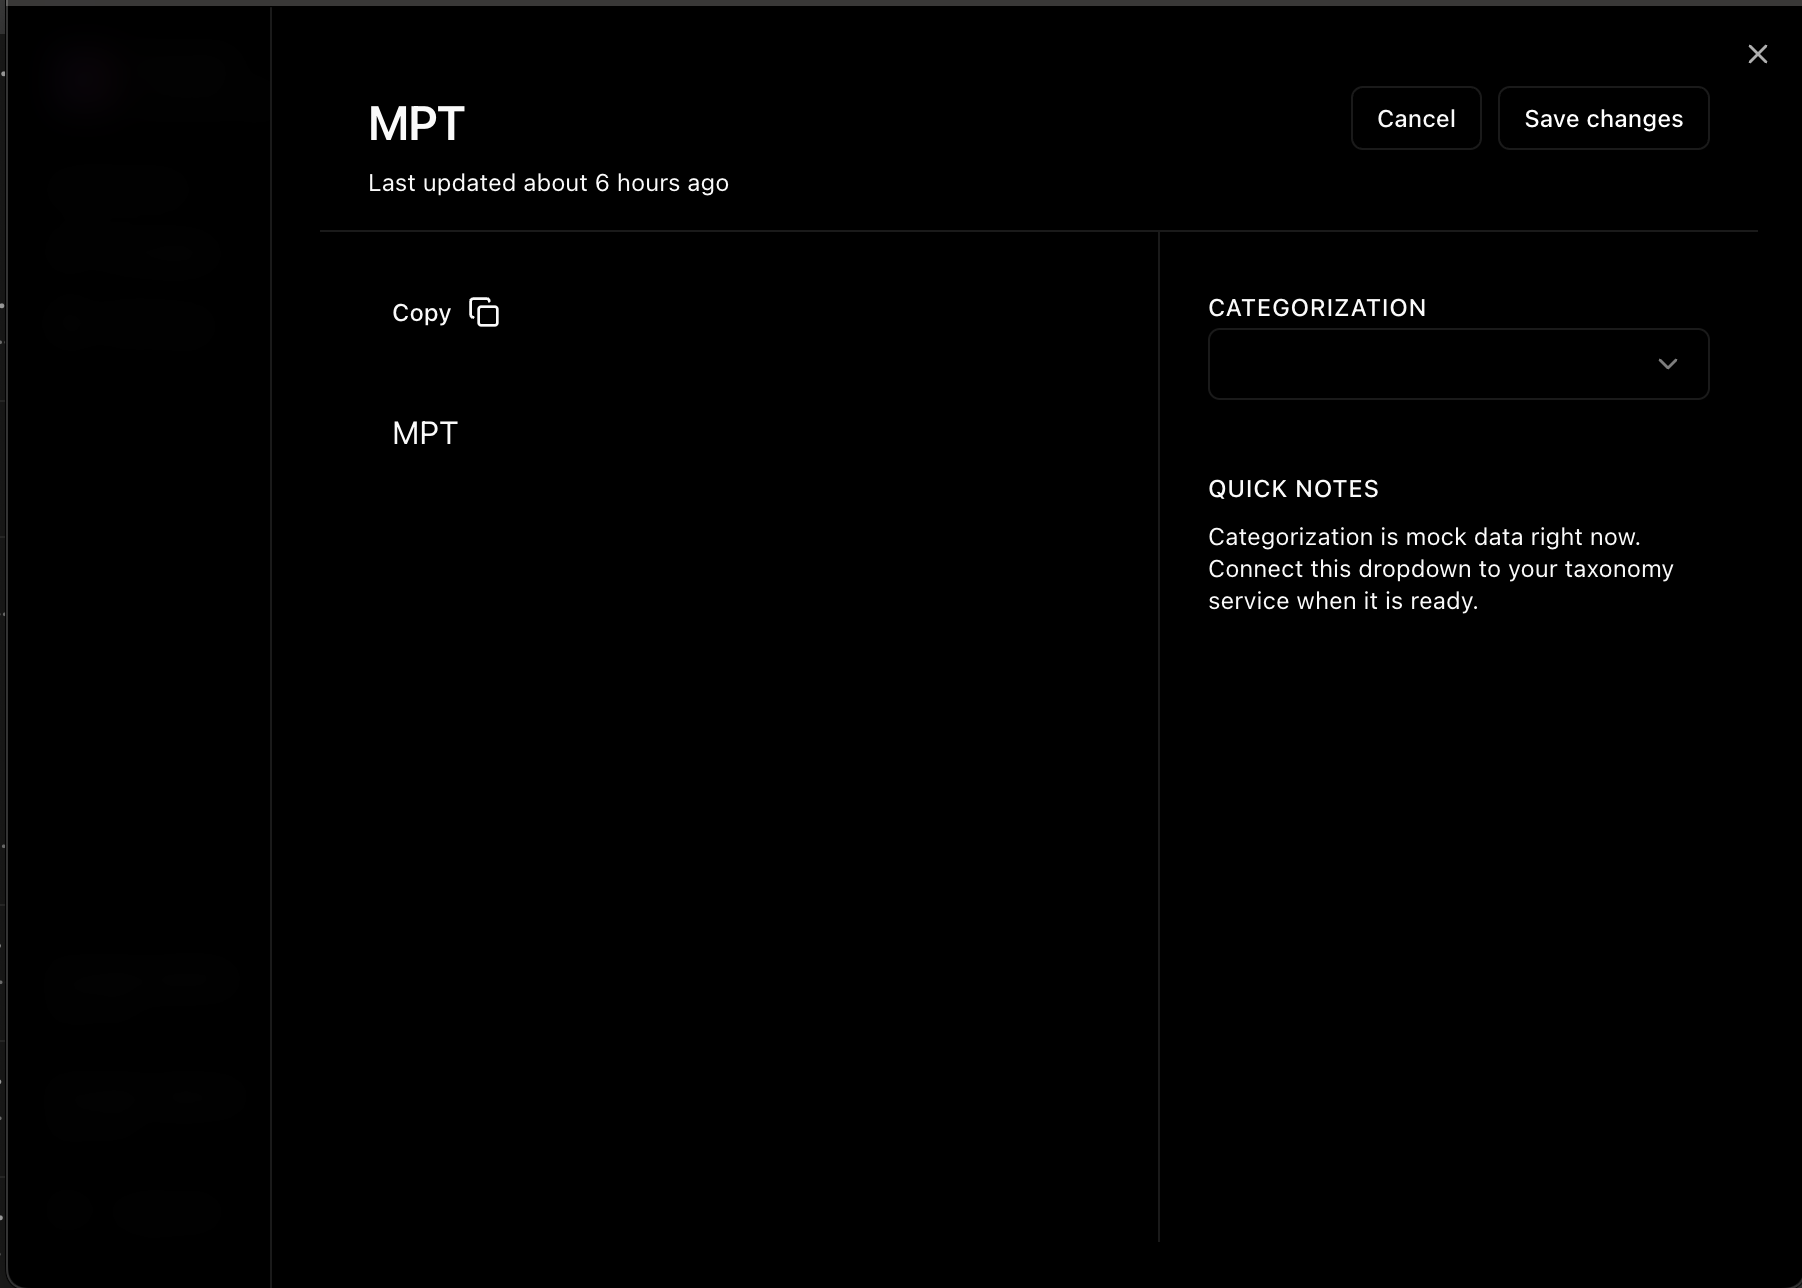 MPT
Last updated about 6 hours ago
Cancel
Save changes
Copy
MPT
CATEGORIZATION
QUICK NOTES
Categorization is mock data right now.
Connect this dropdown to your taxonomy
service when it is ready.